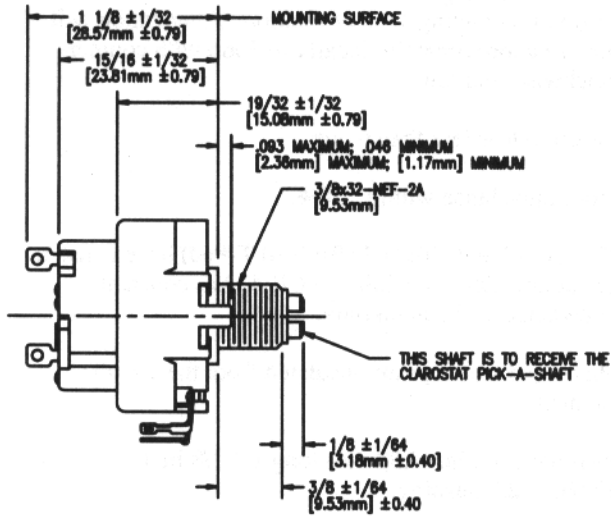 1 1/8 ±1/32
[28.57mm ±0.79]
MOUNTING SURFACE
15/16 ±1/32
[23.81mm ±0.79]
19/32 ±1/32
[15.08mm ±0.79]
.093 MAXIMUM; .046 MINIMUM
[2.36mm] MAXIMUM; [1.17mm] MINIMUM
3/8x32-NEF-2A
[9.53mm]
THIS SHAFT IS TO RECEIVE THE
CLAROSTAT PICK-A-SHAFT
1/8 ±1/64
[3.18mm ±0.40]
3/8 ±1/64
[9.53mm] ±0.40